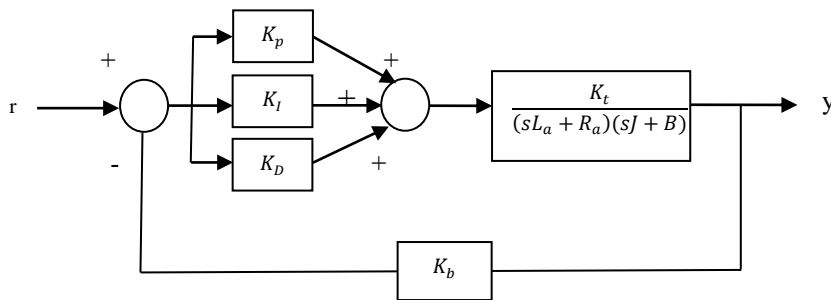 K_p
+
+
r
K_I
+
K_t
(sL_a + R_a)(sJ + B)
y
-
K_D
+
K_b